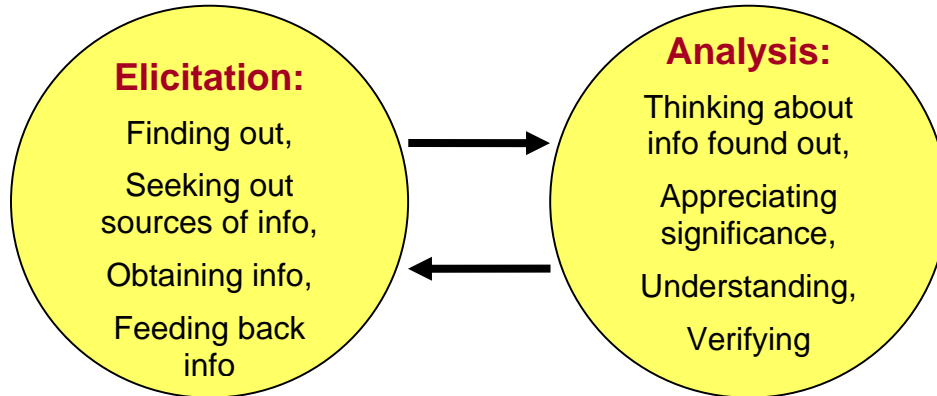 Elicitation:
Finding out,
Seeking out
sources of info,
Obtaining info,
Feeding back
info
Analysis:
Thinking about
info found out,
Appreciating
significance,
Understanding,
Verifying